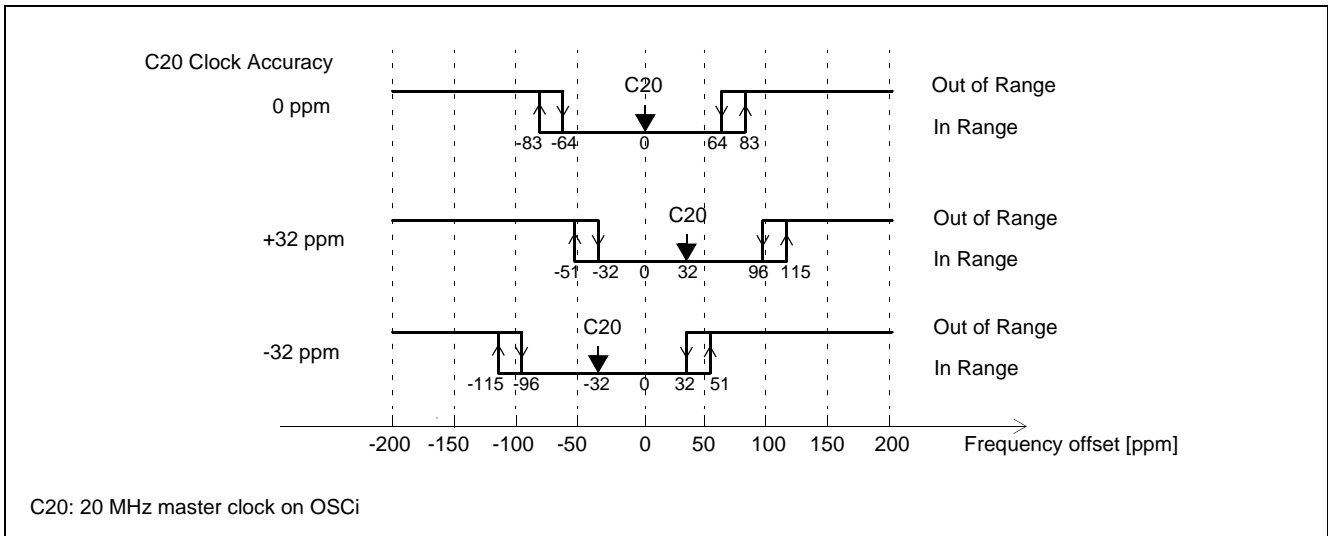 C20 Clock Accuracy
0 ppm
C20
Out of Range
In Range
-83 -64 0 64 83
+32 ppm
C20
Out of Range
In Range
-51 -32 0 32 96 115
-32 ppm
C20
Out of Range
In Range
-115 -96 -32 0 32 51
-200 -150 -100 -50 0 50 100 150 200 Frequency offset [ppm]
C20: 20 MHz master clock on OSCi